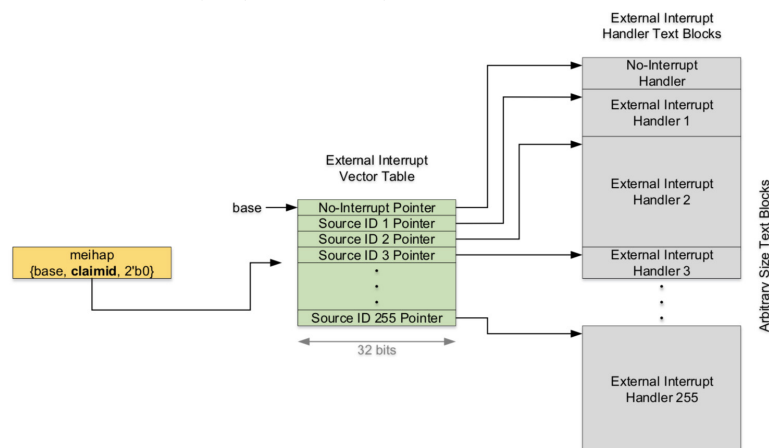 External Interrupt
Handler Text Blocks
No-Interrupt
Handler
External Interrupt
Handler 1
External Interrupt
Vector Table
External Interrupt
Handler 2
base
No-Interrupt Pointer
Source ID 1 Pointer
Source ID 2 Pointer
Source ID 3 Pointer
meihap
{base, claimid, 2'b0}
External Interrupt
Handler 3
Source ID 255 Pointer
32 bits
External Interrupt
Handler 255
Arbitrary Size Text Blocks